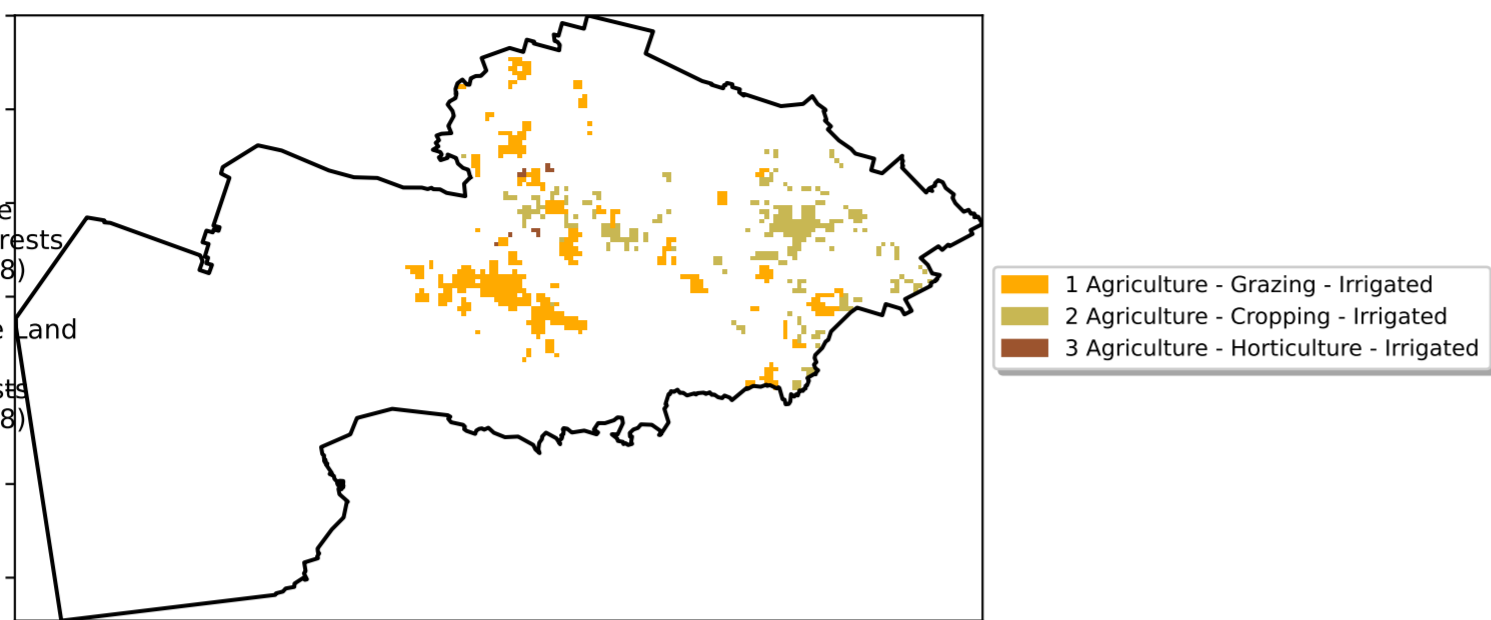 e
rests
8)
e Land
sts
8)
1 Agriculture - Grazing - Irrigated
2 Agriculture - Cropping - Irrigated
3 Agriculture - Horticulture - Irrigated